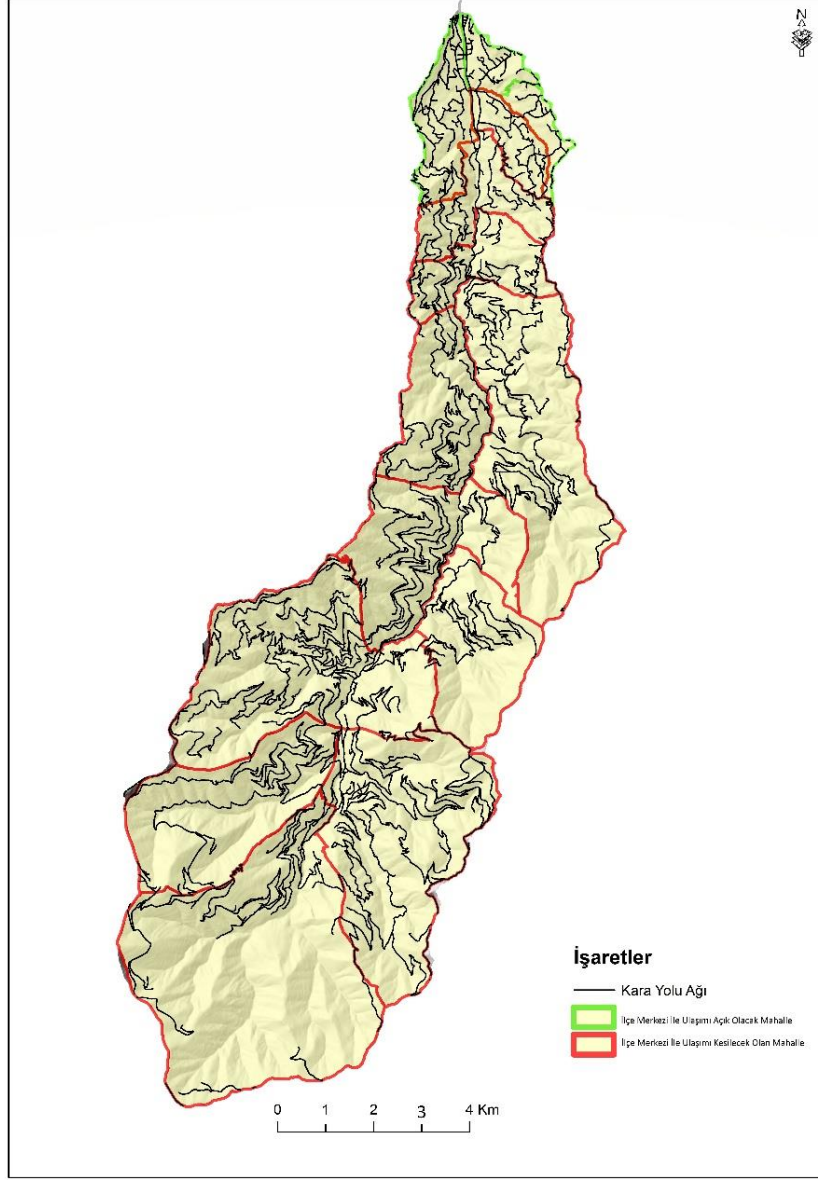 N
İşaretler
Kara Yolu Ağı
İlçe Merkezi İle Ulaşımı Açık Olacak Mahalle
İlçe Merkezi İle Ulaşımı Kesilecek Olan Mahalle
0 1 2 3 4 Km